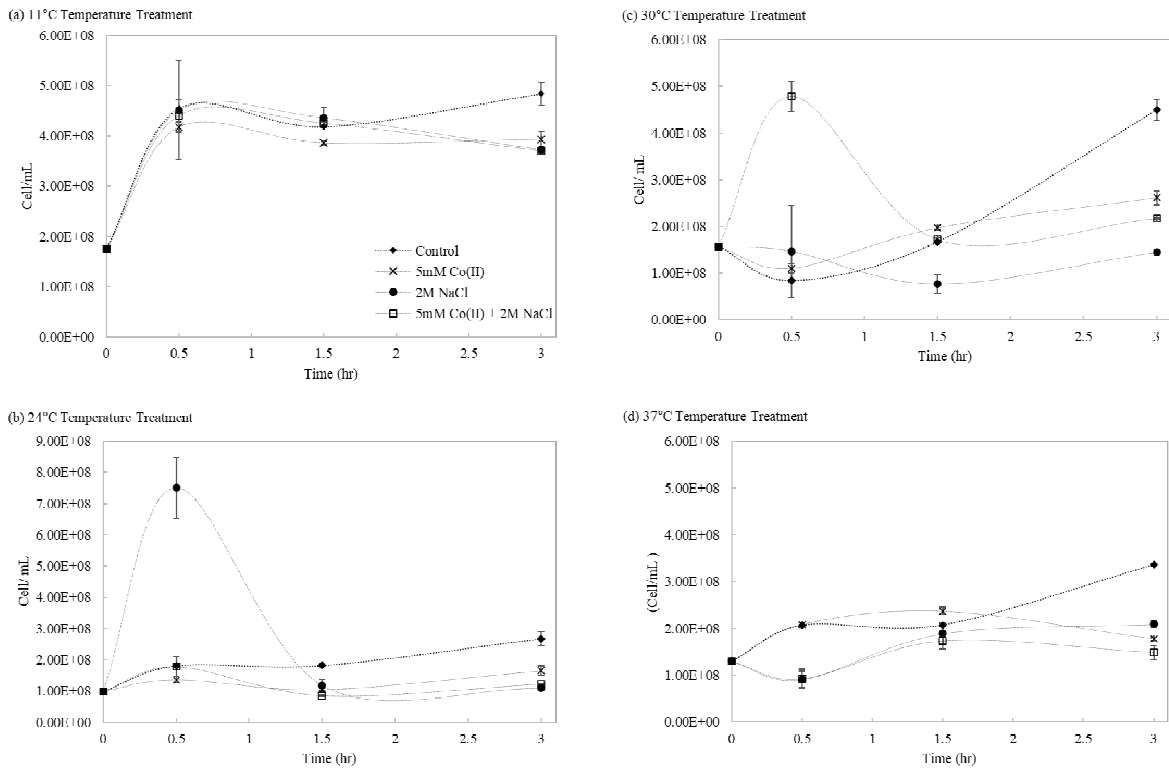 (a) 11°C Temperature Treatment
6.00E+08
5.00E+08
4.00E+08
3.00E+08
2.00E+08
1.00E+08
0.00E+00
Cell/ mL
Control
5mM Co(II)
2M NaCl
5mM Co(II) + 2M NaCl
0 0.5 1 1.5 2 2.5 3
Time (hr)
(c) 30°C Temperature Treatment
6.00E+08
5.00E+08
4.00E+08
3.00E+08
2.00E+08
1.00E+08
0.00E+00
Cell/ mL
0 0.5 1 1.5 2 2.5 3
Time (hr)
(b) 24°C Temperature Treatment
9.00E+08
8.00E+08
7.00E+08
6.00E+08
5.00E+08
4.00E+08
3.00E+08
2.00E+08
1.00E+08
0.00E+00
Cell/ mL
0 0.5 1 1.5 2 2.5 3
Time (hr)
(d) 37°C Temperature Treatment
6.00E+08
5.00E+08
4.00E+08
3.00E+08
2.00E+08
1.00E+08
0.00E+00
(Cell/mL )
0 0.5 1 1.5 2 2.5 3
Time (hr)